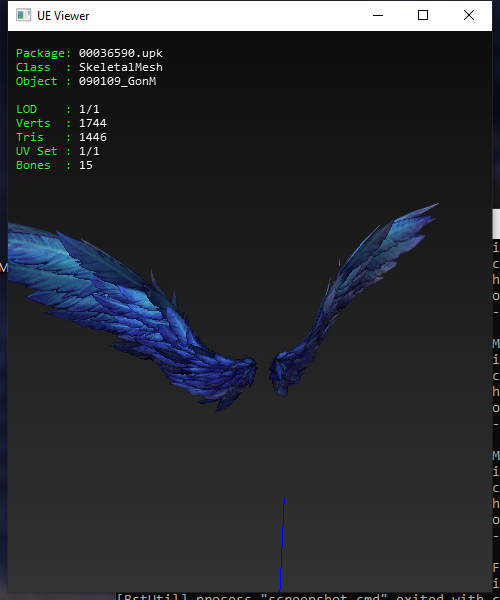 UE Viewer
Package: 00036590.upk
Class : SkeletalMesh
Object : 090109_GonM
LOD : 1/1
Verts : 1744
Tris : 1446
UV Set : 1/1
Bones : 15
M
i
c
h
o
-
M
i
c
h
o
-
M
i
c
h
o
-
F
i
[BstUtil] process "screenshot.cmd" exited with c